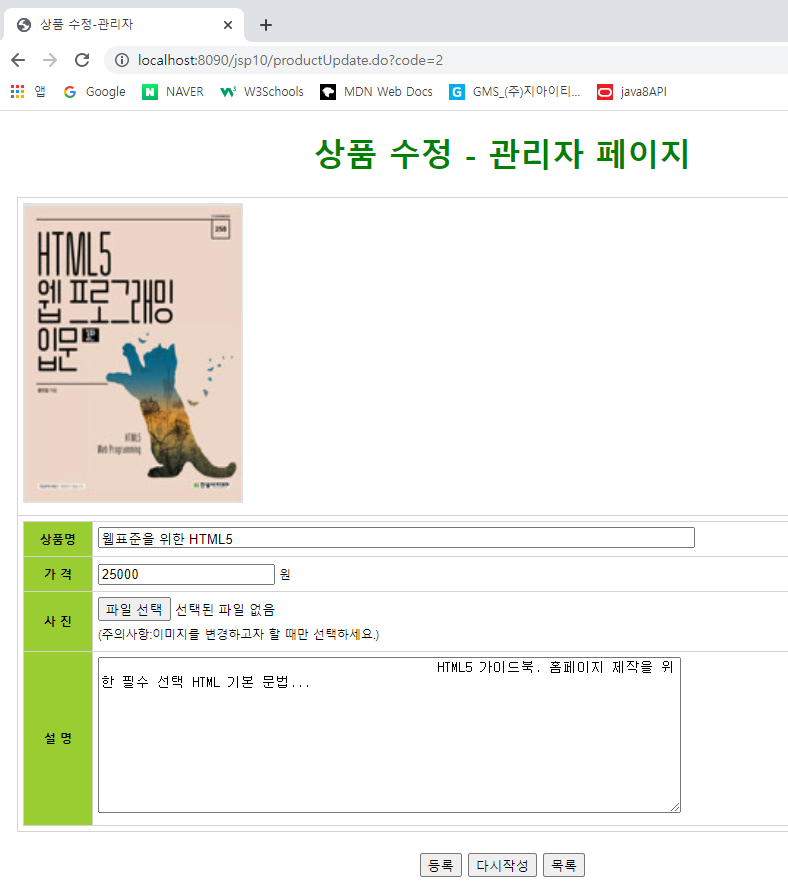 상품 수정-관리자
localhost:8090/jsp10/productUpdate.do?code=2
앱 Google NAVER W3Schools MDN Web Docs GMS_(주)지아이티... java8API
상품 수정 - 관리자 페이지
258
HTML5
웹 프로그래밍
입문
HTML5
Web Programming
상품명 웹표준을 위한 HTML5
가 격 25000 원
사 진 파일 선택 선택된 파일 없음
(주의사항:이미지를 변경하고자 할 때만 선택하세요.)
설 명 HTML5 가이드북. 홈페이지 제작을 위
한 필수 선택 HTML 기본 문법...
등록 다시작성 목록